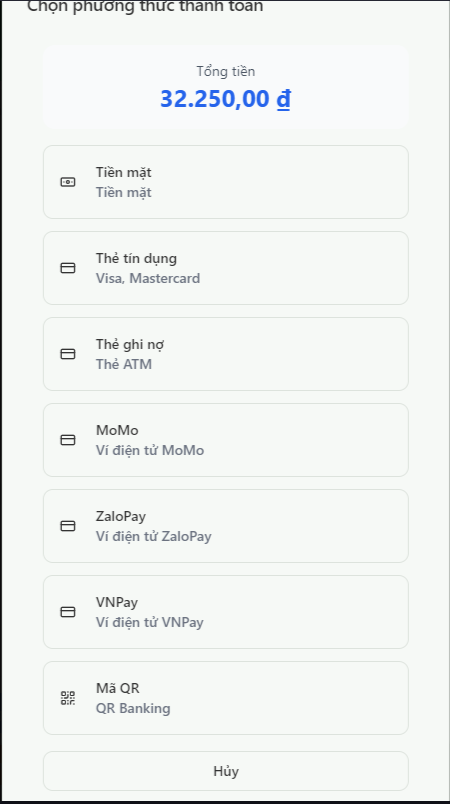 Chọn phương thức thanh toán
Tổng tiền
32.250,00 ₫
Tiền mặt
Tiền mặt
Thẻ tín dụng
Visa, Mastercard
Thẻ ghi nợ
Thẻ ATM
MoMo
Ví điện tử MoMo
ZaloPay
Ví điện tử ZaloPay
VNPay
Ví điện tử VNPay
Mã QR
QR Banking
Hủy